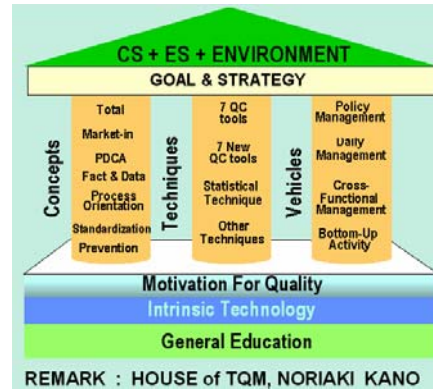 CS + ES + ENVIRONMENT
GOAL & STRATEGY
Concepts
Total
Market-in
PDCA
Fact & Data
Process
Orientation
Standardization
Prevention
Techniques
7 QC
tools
7 New
QC tools
Statistical
Technique
Other
Techniques
Vehicles
Policy
Management
Daily
Management
Cross-
Functional
Management
Bottom-Up
Activity
Motivation For Quality
Intrinsic Technology
General Education
REMARK : HOUSE of TQM, NORIAKI KANO